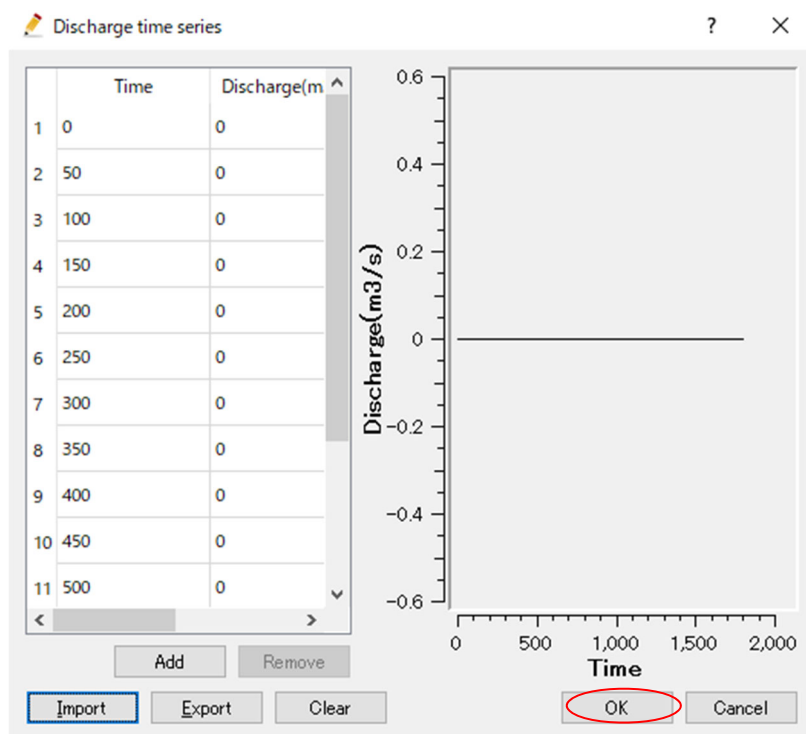 Discharge time series
?
Time Discharge(m
1 0 0
2 50 0
3 100 0
4 150 0
5 200 0
6 250 0
7 300 0
8 350 0
9 400 0
10 450 0
11 500 0
Add Remove
Import Export Clear
0.6
0.4
0.2
0
-0.2
-0.4
-0.6
Discharge(m3/s)
0 500 1,000 1,500 2,000
Time
OK Cancel